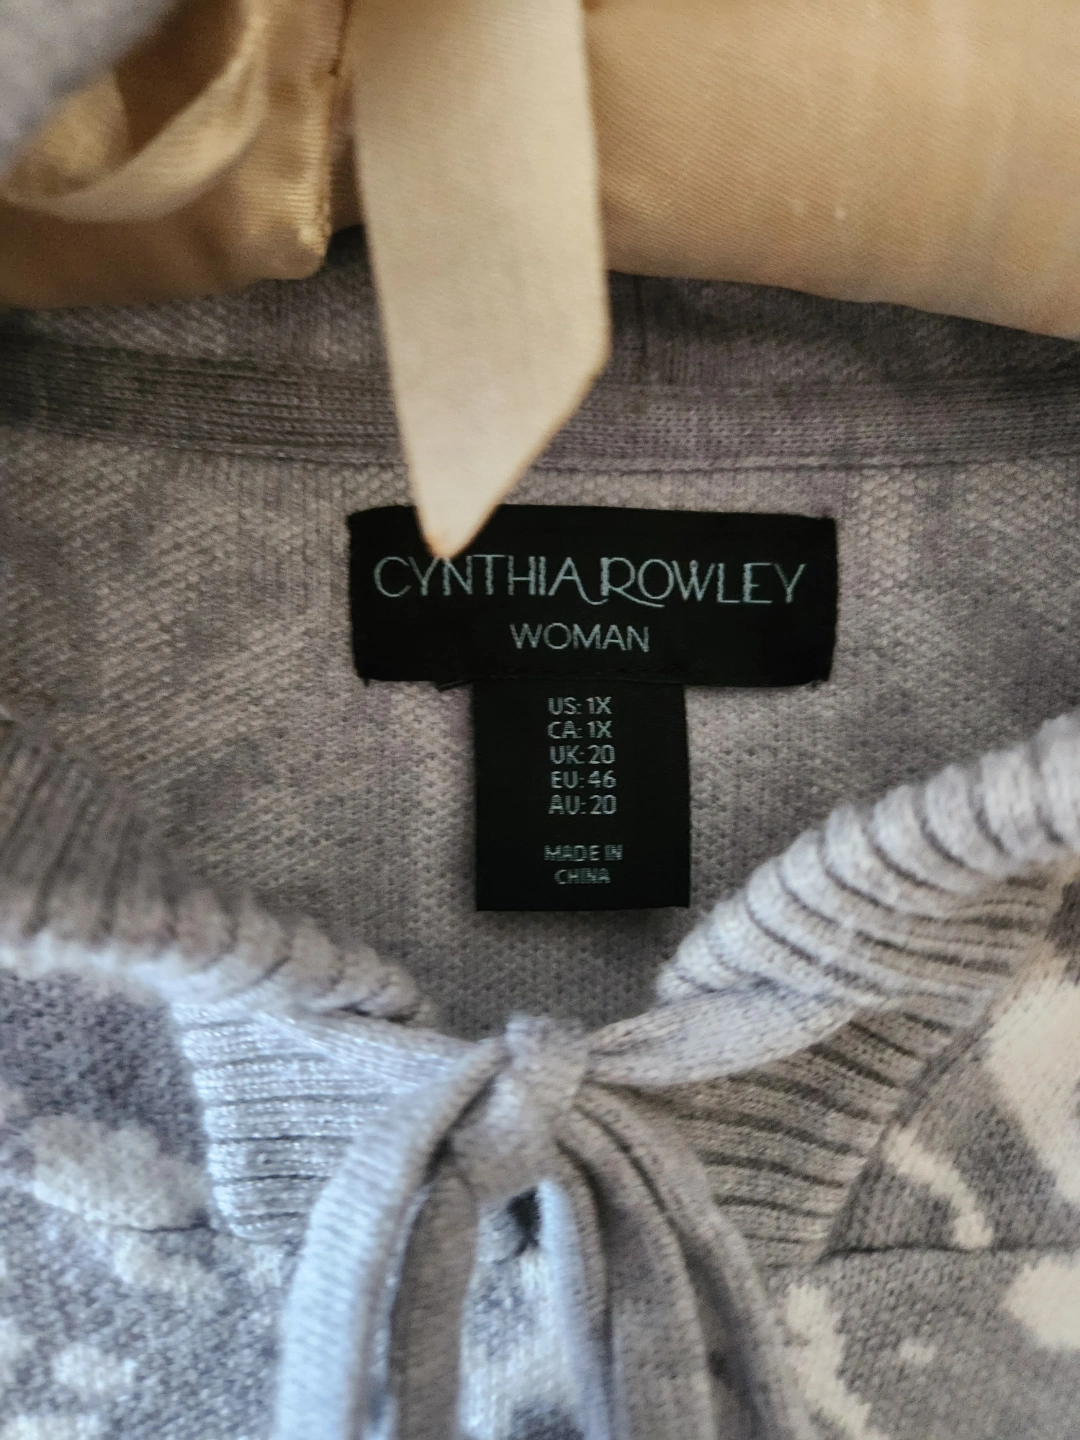 CYNTHIA ROWLEY
WOMAN
US: 1X
CA: 1X
UK: 20
EU: 46
AU: 20
MADE IN
CHINA